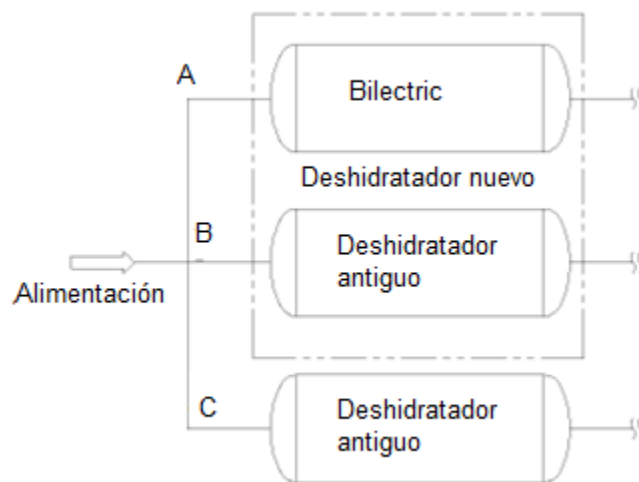 A
Bilectric
Deshidratador nuevo
B
Deshidratador
antiguo
Alimentación
C
Deshidratador
antiguo